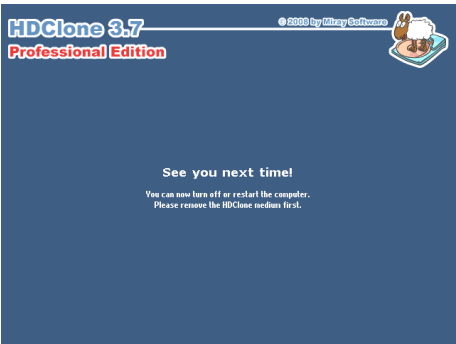 HDClone 3.7
© 2008 by Miray Software
Professional Edition
See you next time!
You can now turn off or restart the computer.
Please remove the HDClone medium first.